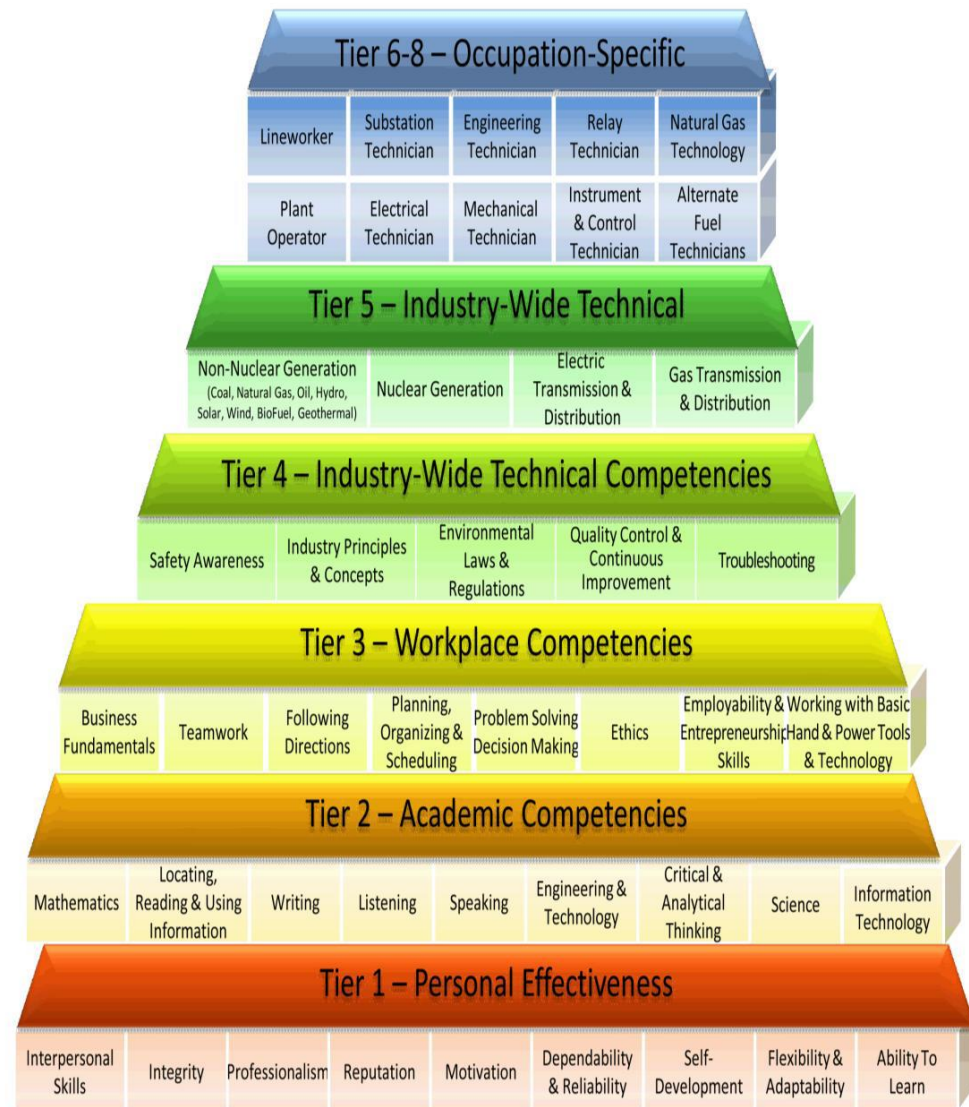 Tier 6-8 – Occupation-Specific
Lineworker
Substation
Technician
Engineering
Technician
Relay
Technician
Natural Gas
Technology
Plant
Operator
Electrical
Technician
Mechanical
Technician
Instrument
& Control
Technician
Alternate
Fuel
Technicians
Tier 5 – Industry-Wide Technical
Non-Nuclear Generation
(Coal, Natural Gas, Oil, Hydro,
Solar, Wind, BioFuel, Geothermal)
Nuclear Generation
Electric
Transmission &
Distribution
Gas Transmission
& Distribution
Tier 4 – Industry-Wide Technical Competencies
Safety Awareness
Industry Principles
& Concepts
Environmental
Laws &
Regulations
Quality Control &
Continuous
Improvement
Troubleshooting
Tier 3 – Workplace Competencies
Business
Fundamentals
Teamwork
Following
Directions
Planning,
Organizing &
Scheduling
Problem Solving
Decision Making
Ethics
Employability &
Entrepreneurship
Skills
Working with Basic
Hand & Power Tools
& Technology
Tier 2 – Academic Competencies
Mathematics
Locating,
Reading & Using
Information
Writing
Listening
Speaking
Engineering &
Technology
Critical &
Analytical
Thinking
Science
Information
Technology
Tier 1 – Personal Effectiveness
Interpersonal
Skills
Integrity
Professionalism
Reputation
Motivation
Dependability
& Reliability
Self-
Development
Flexibility &
Adaptability
Ability To
Learn